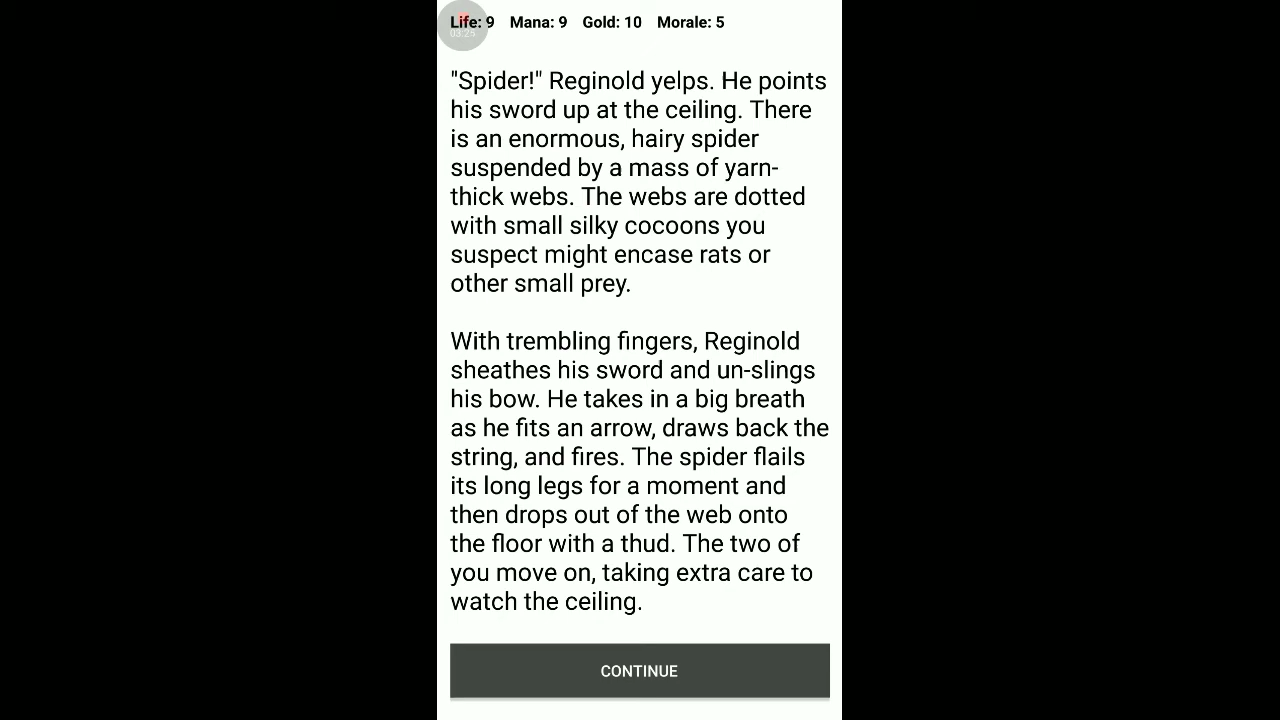 Life: 9 Mana: 9 Gold: 10 Morale: 5
03:24
"Spider!" Reginold yelps. He points
his sword up at the ceiling. There
is an enormous, hairy spider
suspended by a mass of yarn-
thick webs. The webs are dotted
with small silky cocoons you
suspect might encase rats or
other small prey.
With trembling fingers, Reginold
sheathes his sword and un-slings
his bow. He takes in a big breath
as he fits an arrow, draws back the
string, and fires. The spider flails
its long legs for a moment and
then drops out of the web onto
the floor with a thud. The two of
you move on, taking extra care to
watch the ceiling.
CONTINUE